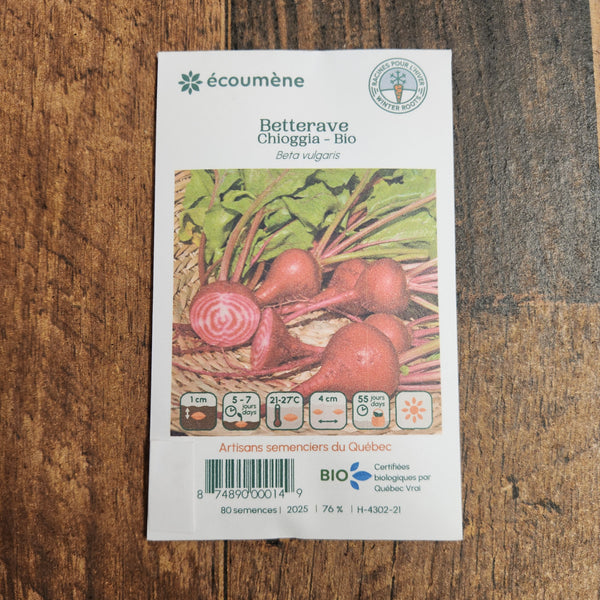 écoumène
RACINES POUR L'HIVER
WINTER ROOTS
Betterave
Chioggia - Bio
Beta vulgaris
1 cm
5 - 7 jours days
21-27°C
4 cm
55 jours days
Artisans semenciers du Québec
8 74890 00014 9
BIO
Certifiées
biologiques par
Québec Vrai
80 semences | 2025 | 76 % | H-4302-21